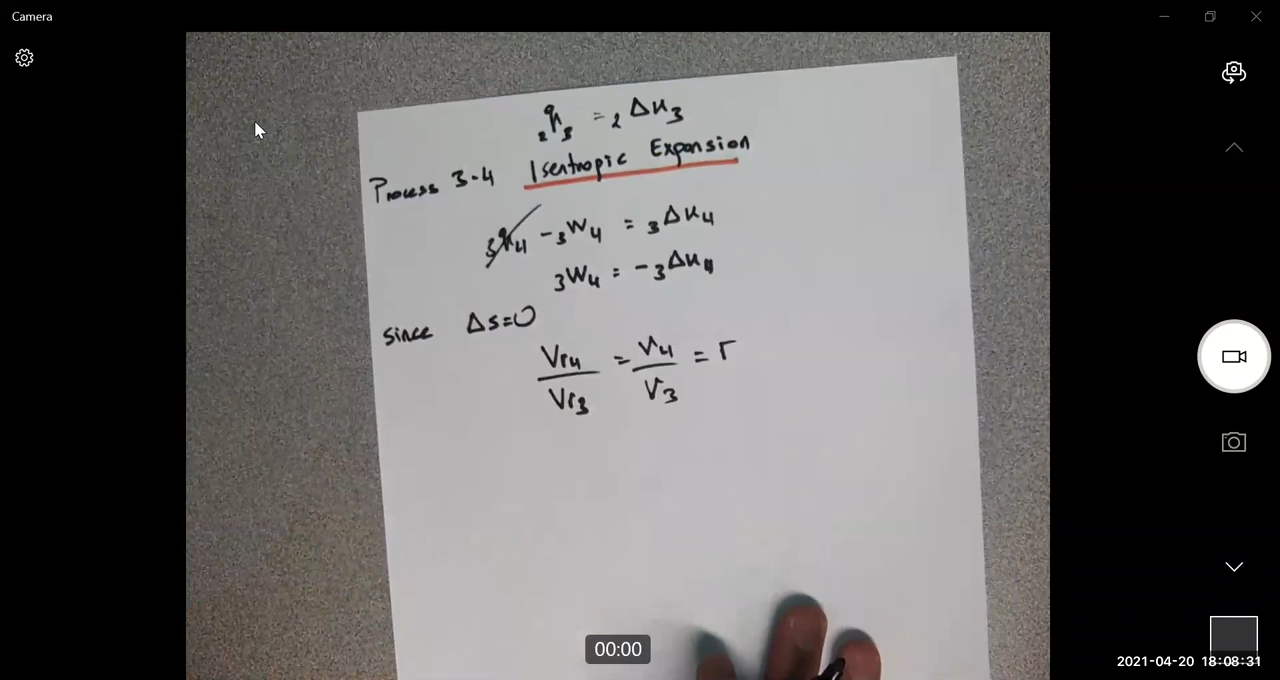 Camera
₂q₃ = ₂Δu₃
Process 3-4 Isentropic Expansion
₃q₄ - ₃W₄ = ₃Δu₄
₃W₄ = - ₃Δu₄
Since Δs=0
Vr₄ / Vr₃ = V₄ / V₃ = r
00:00
2021-04-20 18:08:31